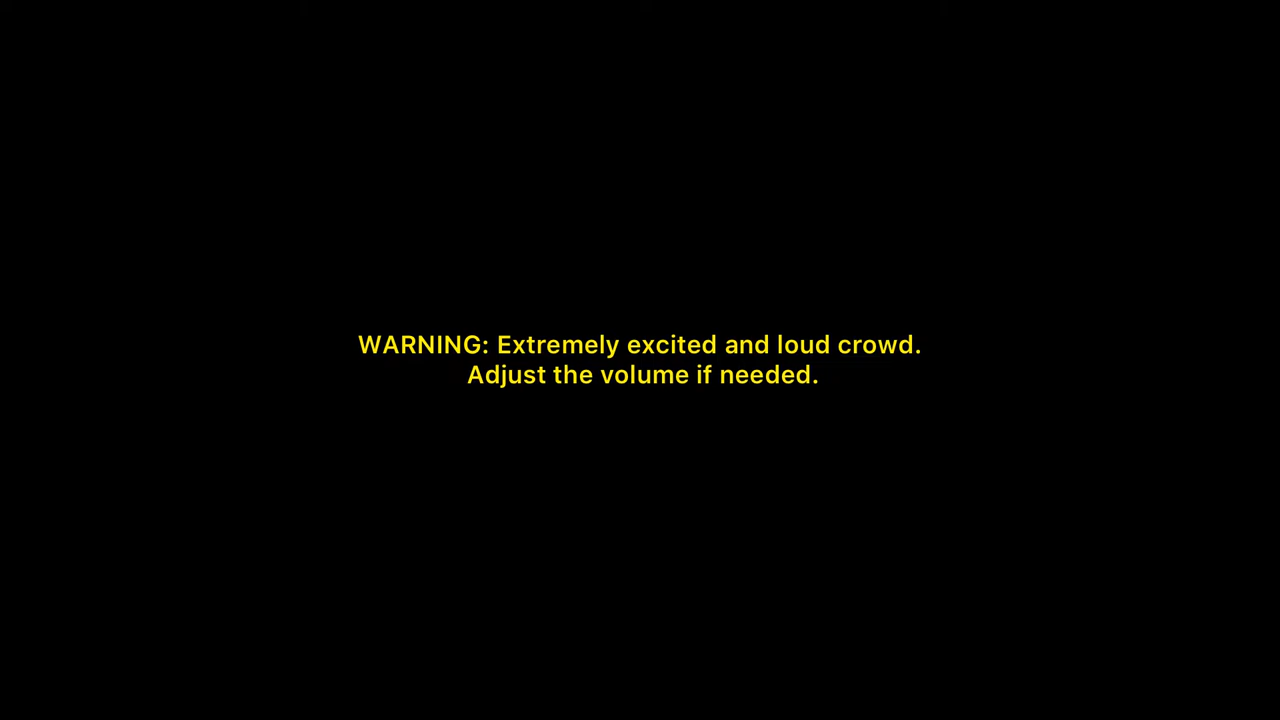 WARNING: Extremely excited and loud crowd.
Adjust the volume if needed.